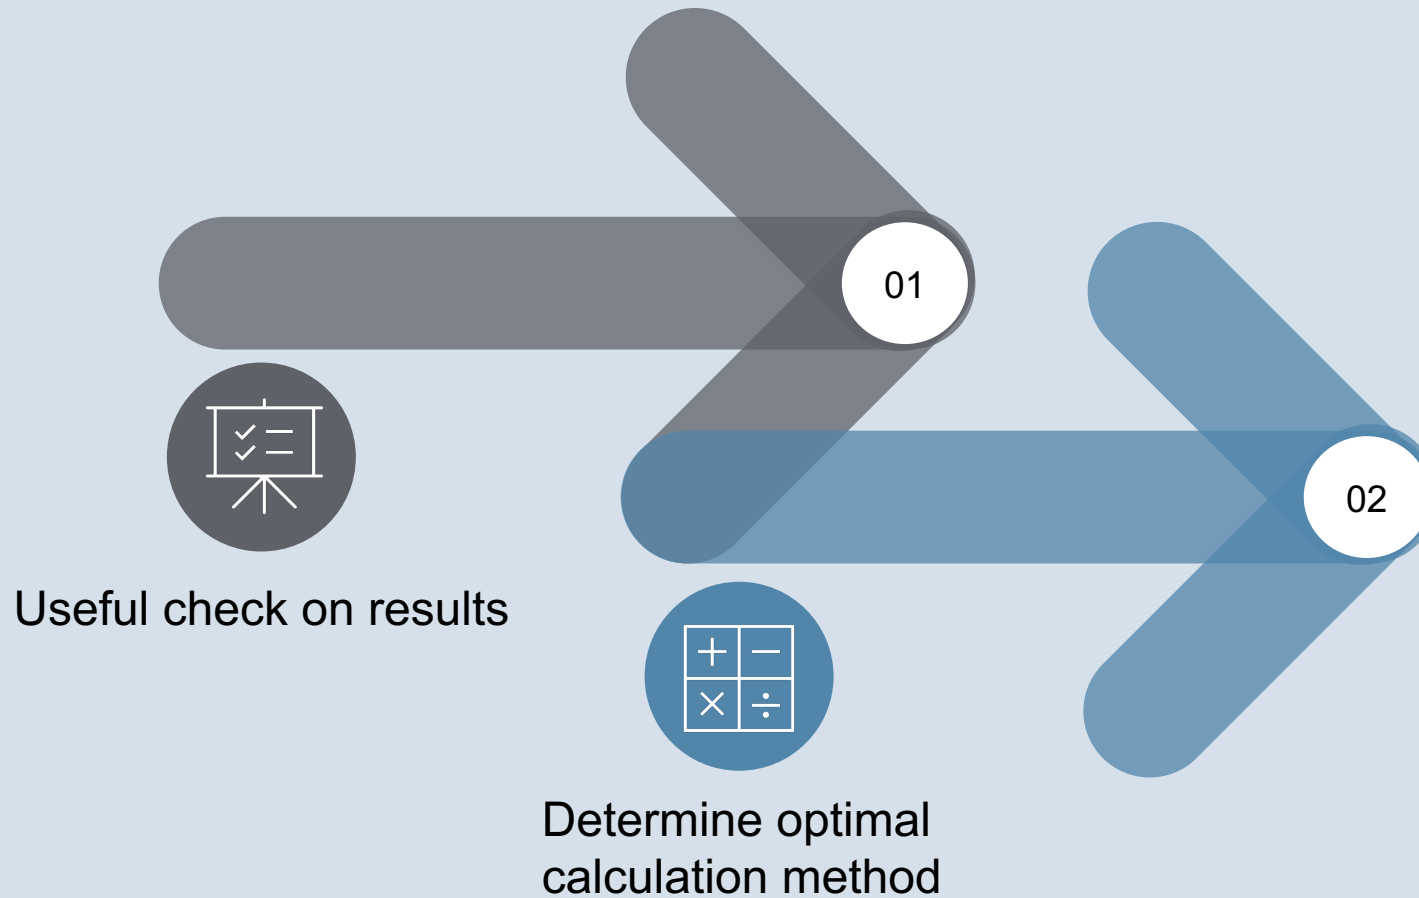 01
02
Useful check on results
Determine optimal
calculation method